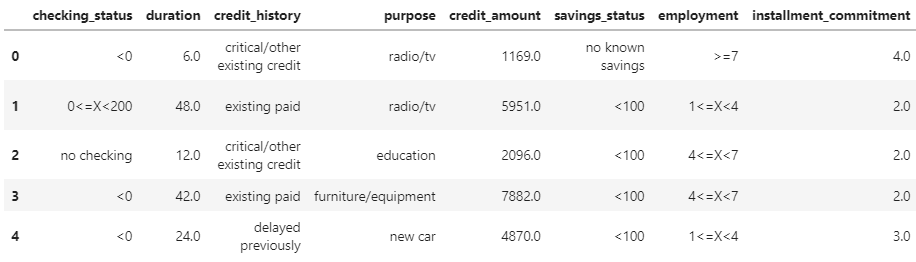 checking_status duration credit_history purpose credit_amount savings_status employment installment_commitment
0 <0 6.0 critical/other existing credit radio/tv 1169.0 no known savings >=7 4.0
1 0<=X<200 48.0 existing paid radio/tv 5951.0 <100 1<=X<4 2.0
2 no checking 12.0 critical/other existing credit education 2096.0 <100 4<=X<7 2.0
3 <0 42.0 existing paid furniture/equipment 7882.0 <100 4<=X<7 2.0
4 <0 24.0 delayed previously new car 4870.0 <100 1<=X<4 3.0